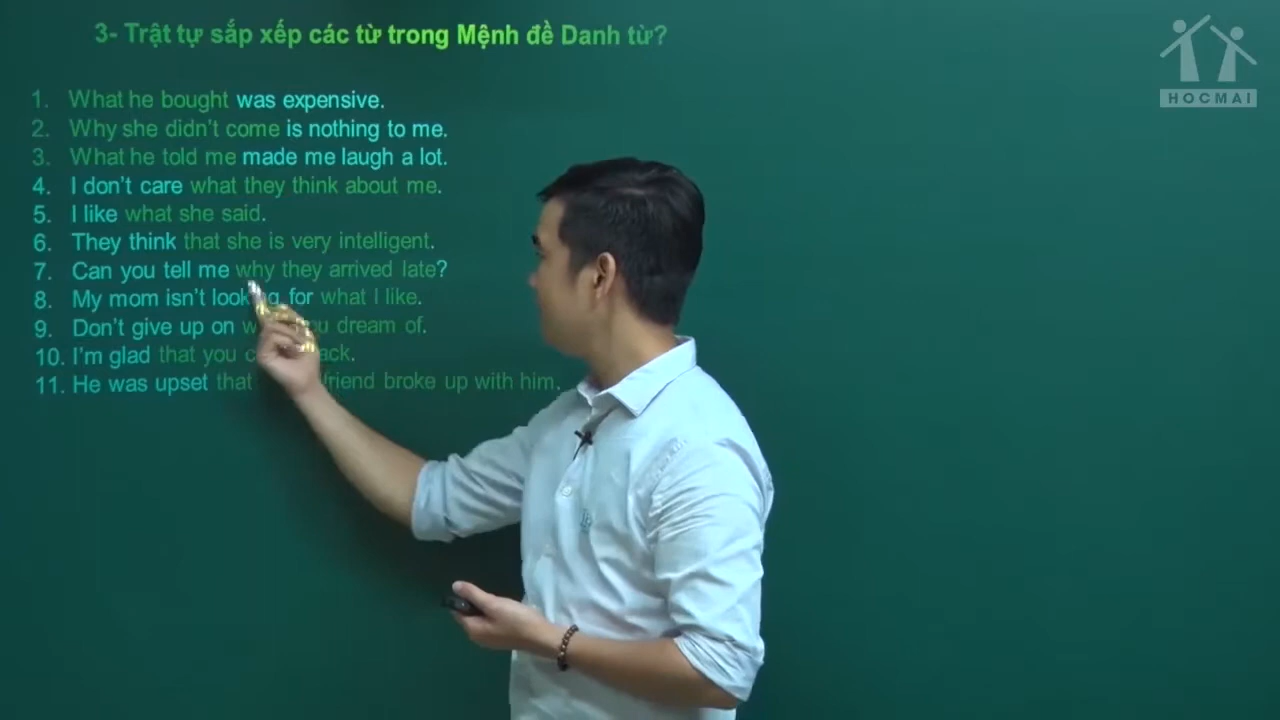 3- Trật tự sắp xếp các từ trong Mệnh đề Danh từ?
HOCMAI
1. What he bought was expensive.
2. Why she didn't come is nothing to me.
3. What he told me made me laugh a lot.
4. I don't care what they think about me.
5. I like what she said.
6. They think that she is very intelligent.
7. Can you tell me why they arrived late?
8. My mom isn't looking for what I like.
9. Don't give up on you dream of.
10. I'm glad that you
11. He was upset that broke up with him.